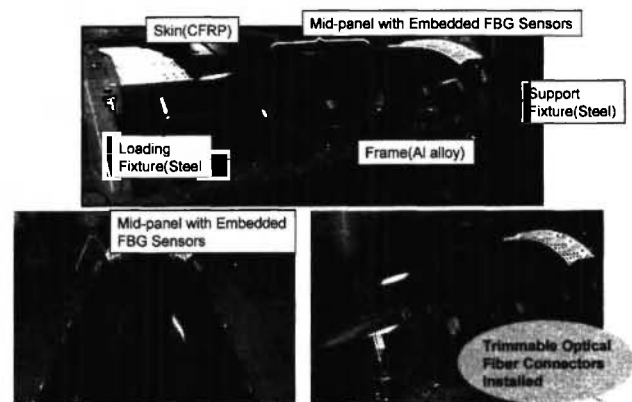 Skin(CFRP)
Mid-panel with Embedded FBG Sensors
Support
Fixture(Steel)
Loading
Fixture(Steel
Frame(Al alloy)
Mid-panel with Embedded
FBG Sensors
Trimmable Optical
Fiber Connectors
Installed